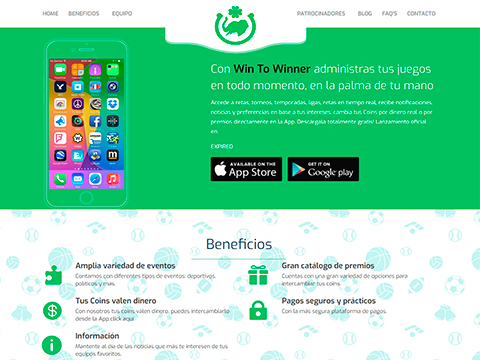 HOME BENEFICIOS EQUIPO PATROCINADORES BLOG FAQ'S CONTACTO
Con Win To Winner administras tus juegos
en todo momento, en la palma de tu mano
Accede a retas, torneos, temporadas, ligas, retas en tiempo real, recibe notificaciones,
noticias y preferencias en base a tus intereses, cambia tus Coins por dinero real o por
premios directamente en la App. Descárgala totalmente gratis! Lanzamiento oficial
en:
EXPIRED
AVAILABLE ON THE
App Store
GET IT ON
Google play
Beneficios
Amplia variedad de eventos
Contamos con diferentes tipos de eventos: deportivos,
políticos y más.
Gran catálogo de premios
Cuentas con una gran variedad de opciones para
intercambiar tus coins.
Tus Coins valen dinero
Con nosotros tus coins valen dinero, puedes intercambiarlo
desde la App click aquí
Pagos seguros y prácticos
Con la más segura plataforma de pagos.
Información
Mantente al día de las noticias que más te interesen de tus
equipos favoritos.